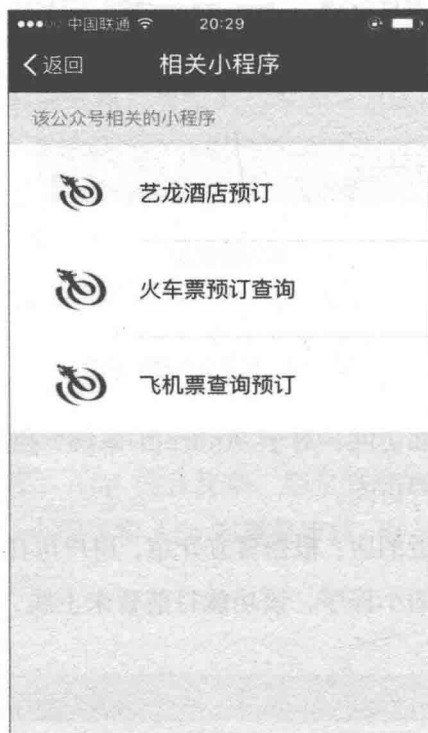 中国联通 20:29
返回 相关小程序
该公众号相关的小程序
艺龙酒店预订
火车票预订查询
飞机票查询预订